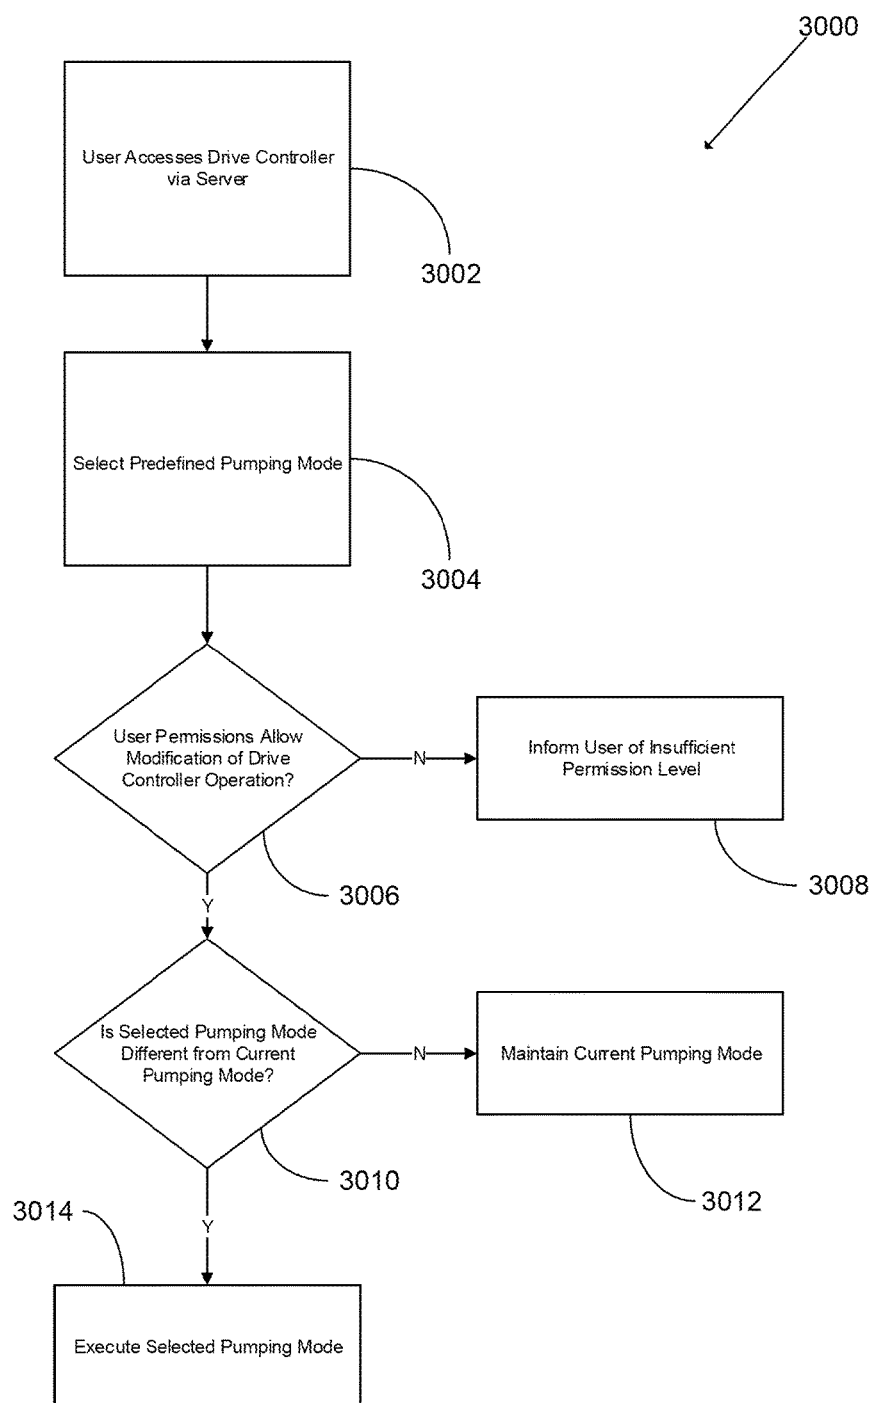 3000
User Accesses Drive Controller
via Server
3002
Select Predefined Pumping Mode
3004
User Permissions Allow
Modification of Drive
Controller Operation?
N
Inform User of Insufficient
Permission Level
3006
3008
Y
Is Selected Pumping Mode
Different from Current
Pumping Mode?
N
Maintain Current Pumping Mode
3010
3012
3014
Y
Execute Selected Pumping Mode